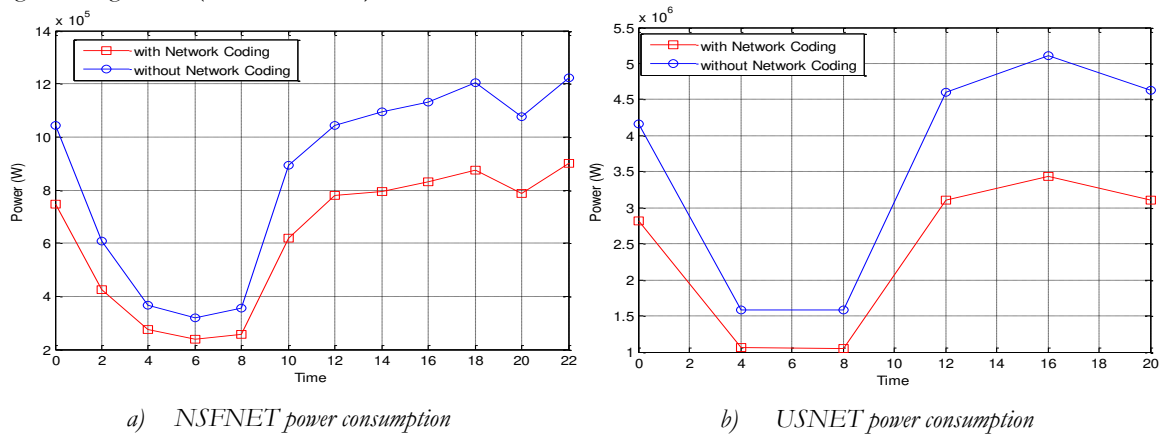 x 10^5
14
12
10
8
6
4
2
0 2 4 6 8 10 12 14 16 18 20 22
Time
Power (W)
with Network Coding
without Network Coding
a) NSFNET power consumption
x 10^6
5.5
5
4.5
4
3.5
3
2.5
2
1.5
1
0 2 4 6 8 10 12 14 16 18 20
Time
Power (W)
with Network Coding
without Network Coding
b) USNET power consumption